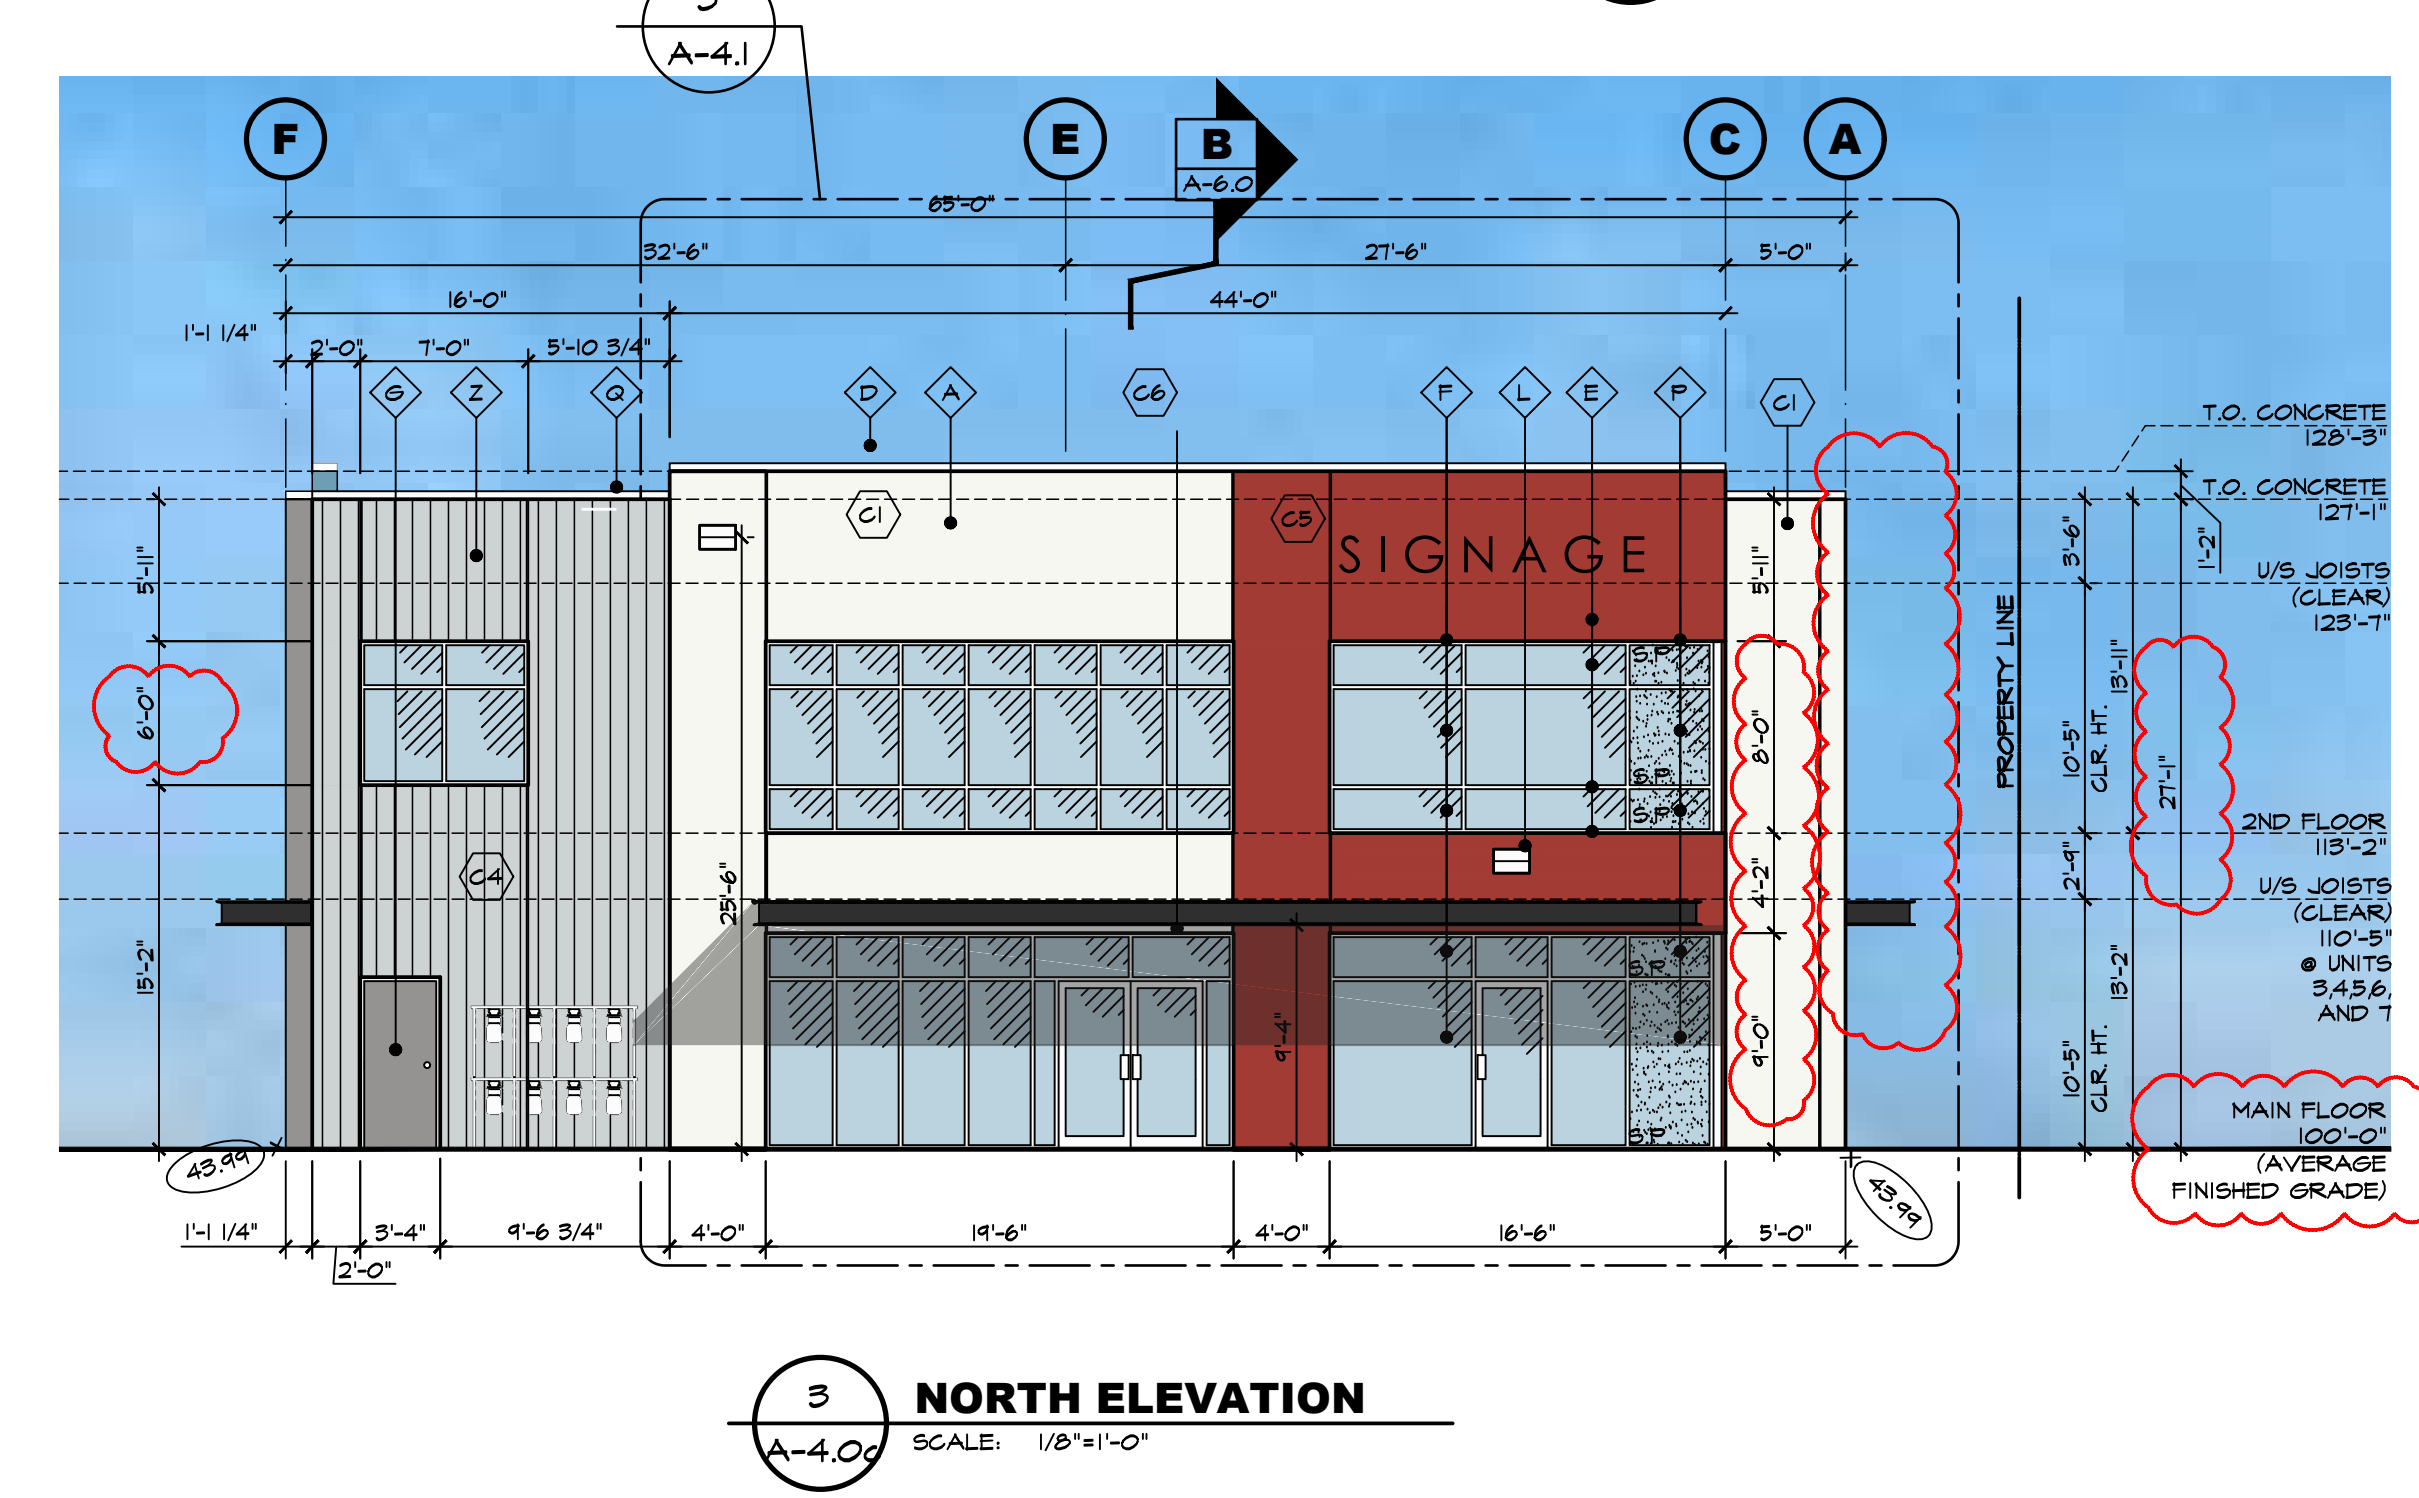 A-4.1
F
E
B
A-6.0
C
A
65'-0"
32'-6"
27'-6"
5'-0"
16'-0"
44'-0"
1'-1 1/4"
2'-0"
7'-0"
5'-10 3/4"
G
Z
Q
D
A
C6
F
L
E
P
C1
T.O. CONCRETE
128'-3"
T.O. CONCRETE
127'-1"
1'-2"
3'-6"
U/S JOISTS
(CLEAR)
123'-7"
C1
C5
SIGNAGE
5'-11"
5'-11"
PROPERTY LINE
13'-11"
6'-0"
S.P.
S.P.
S.P.
8'-0"
10'-5"
CLR. HT.
27'-1"
2ND FLOOR
113'-2"
C4
25'-6"
4'-2"
2'-9"
U/S JOISTS
(CLEAR)
110'-5"
@ UNITS
3,4,5,6,
AND 7
15'-2"
S.P.
9'-4"
9'-0"
13'-2"
10'-5"
CLR. HT.
S.P.
MAIN FLOOR
100'-0"
(AVERAGE
FINISHED GRADE)
43.99
43.99
1'-1 1/4"
2'-0"
3'-4"
9'-6 3/4"
4'-0"
19'-6"
4'-0"
16'-6"
5'-0"
3
A-4.0c
NORTH ELEVATION
SCALE: 1/8"=1'-0"